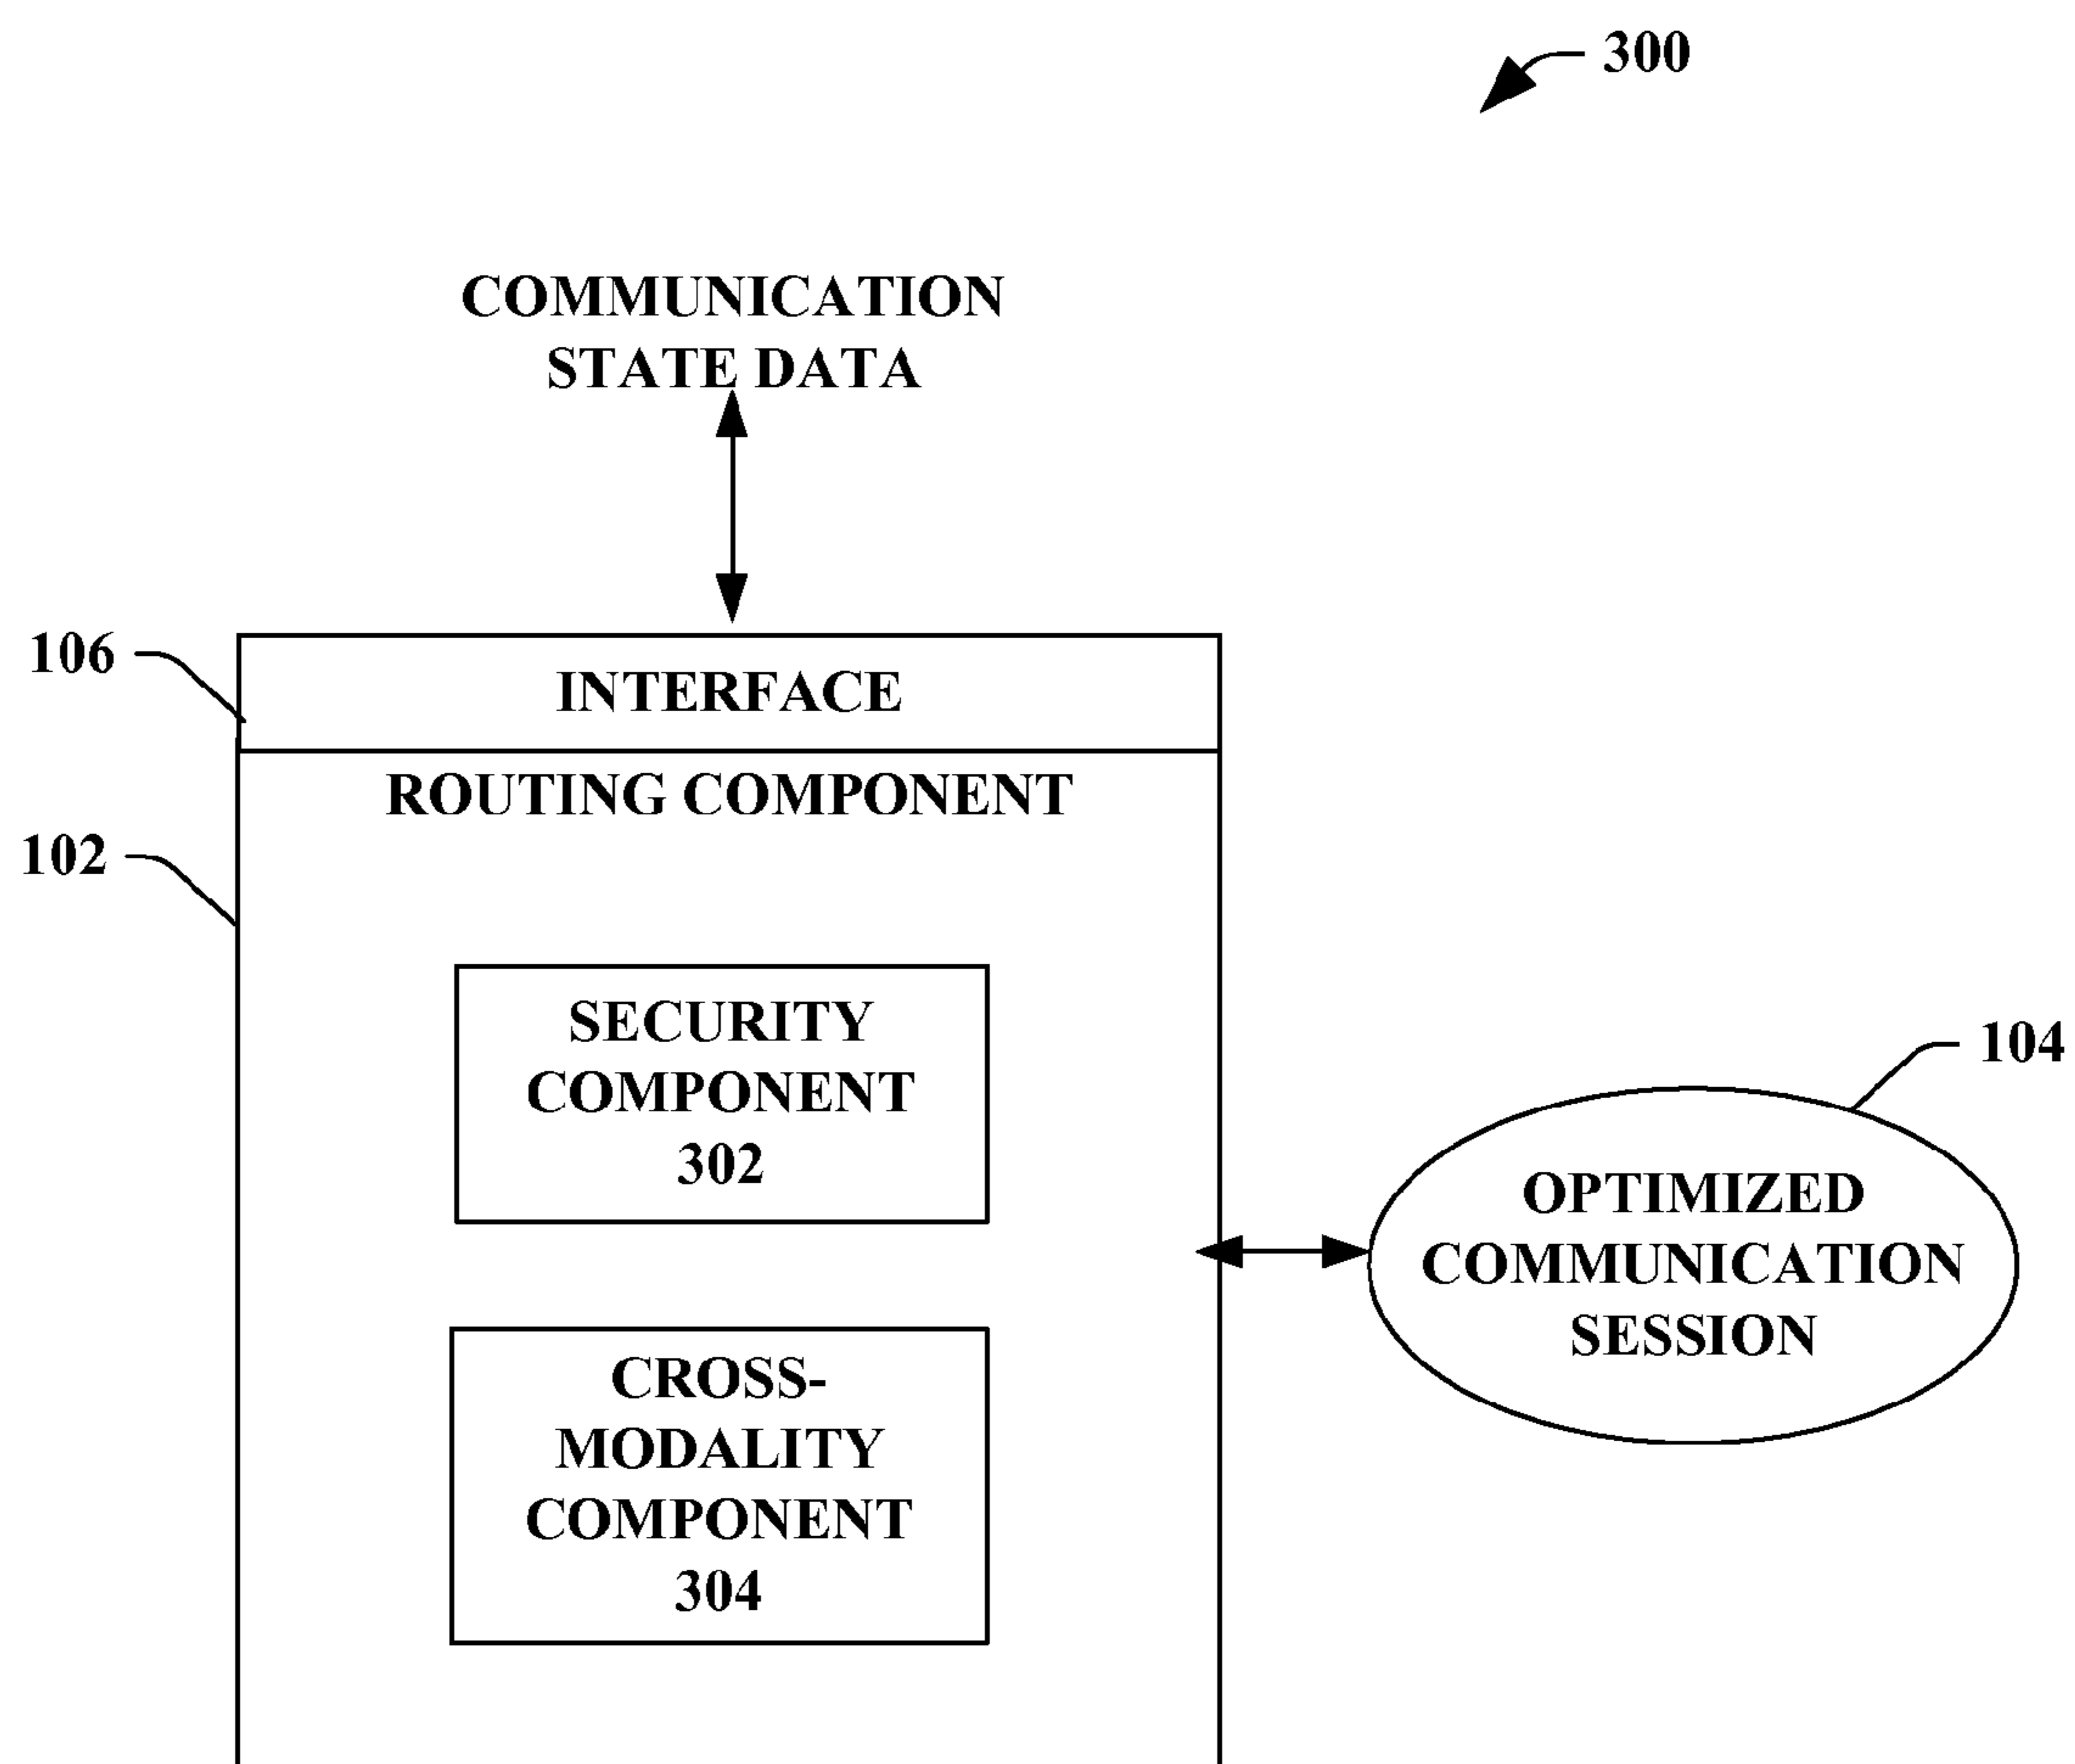 300
COMMUNICATION
STATE DATA
106
INTERFACE
ROUTING COMPONENT
102
SECURITY
COMPONENT
302
104
OPTIMIZED
COMMUNICATION
SESSION
CROSS-
MODALITY
COMPONENT
304